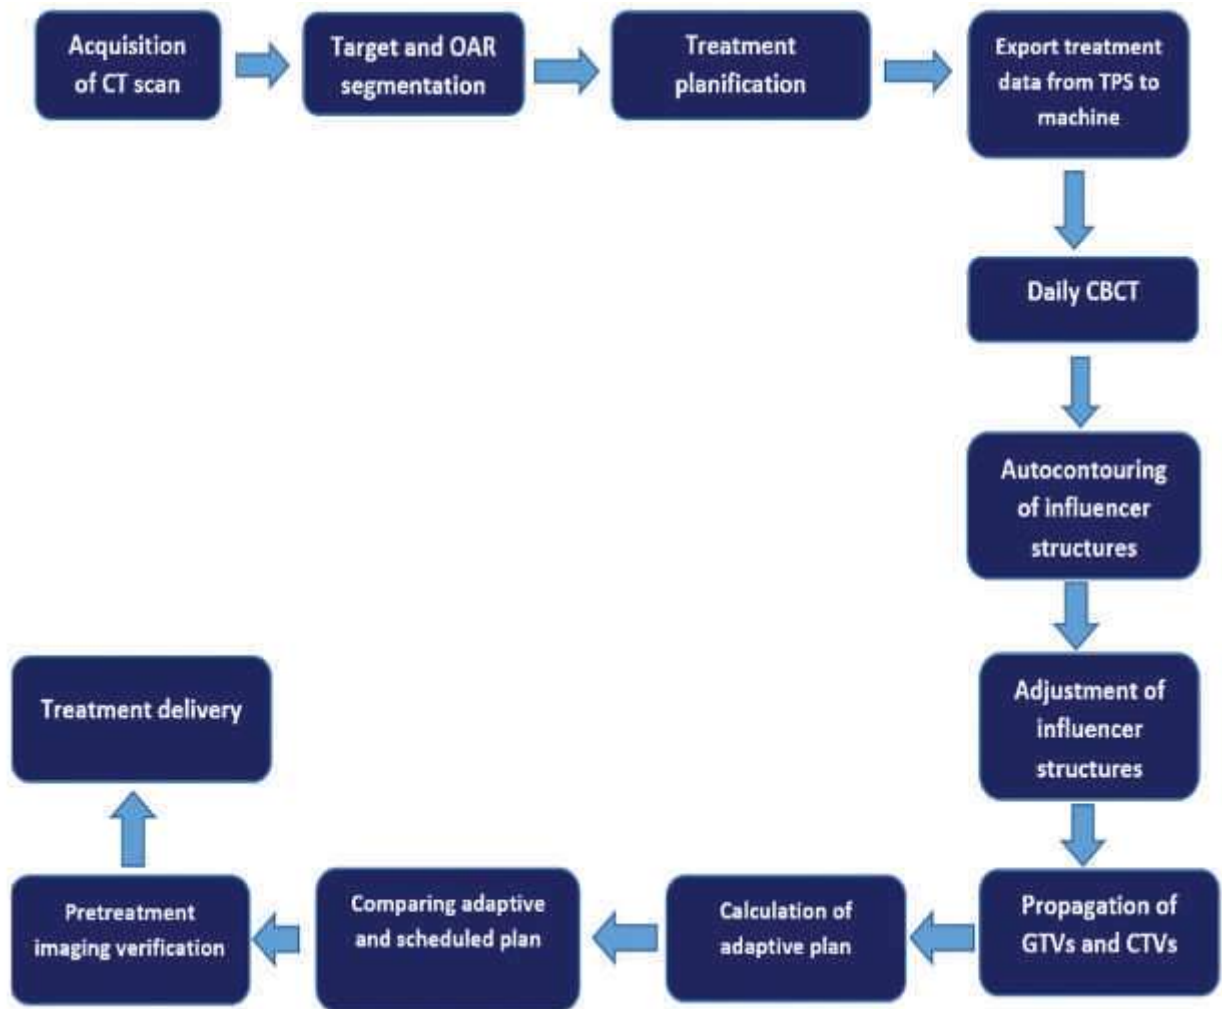 Acquisition
of CT scan
Target and OAR
segmentation
Treatment
planification
Export treatment
data from TPS to
machine
Daily CBCT
Autocontouring
of influencer
structures
Adjustment of
influencer
structures
Propagation of
GTVs and CTVs
Calculation of
adaptive plan
Comparing adaptive
and scheduled plan
Pretreatment
imaging verification
Treatment delivery